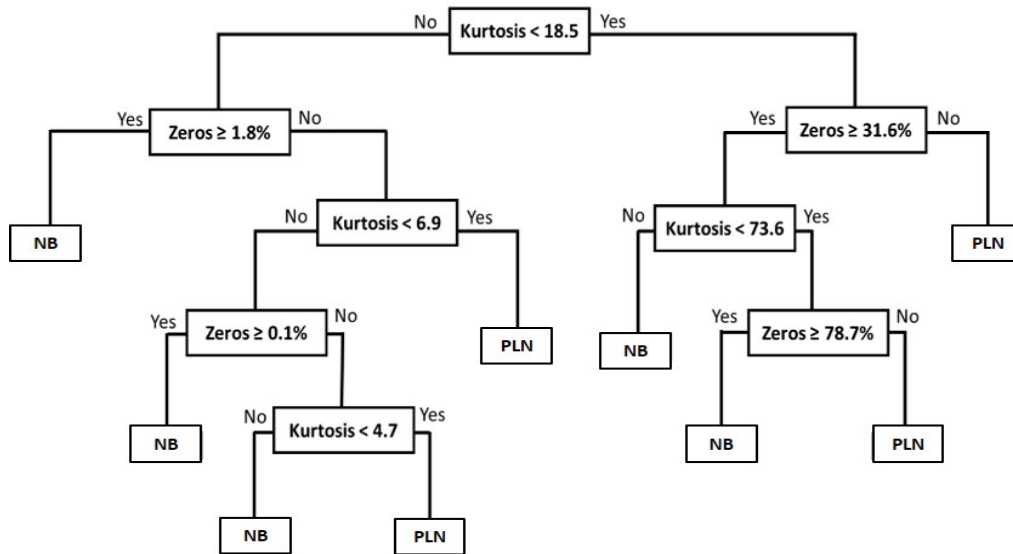 No Kurtosis < 18.5 Yes
Yes Zeros ≥ 1.8% No
Yes Zeros ≥ 31.6% No
NB
No Kurtosis < 6.9 Yes
No Kurtosis < 73.6 Yes
PLN
Yes Zeros ≥ 0.1% No
PLN
NB
Yes Zeros ≥ 78.7% No
NB
No Kurtosis < 4.7 Yes
NB
PLN
NB
PLN